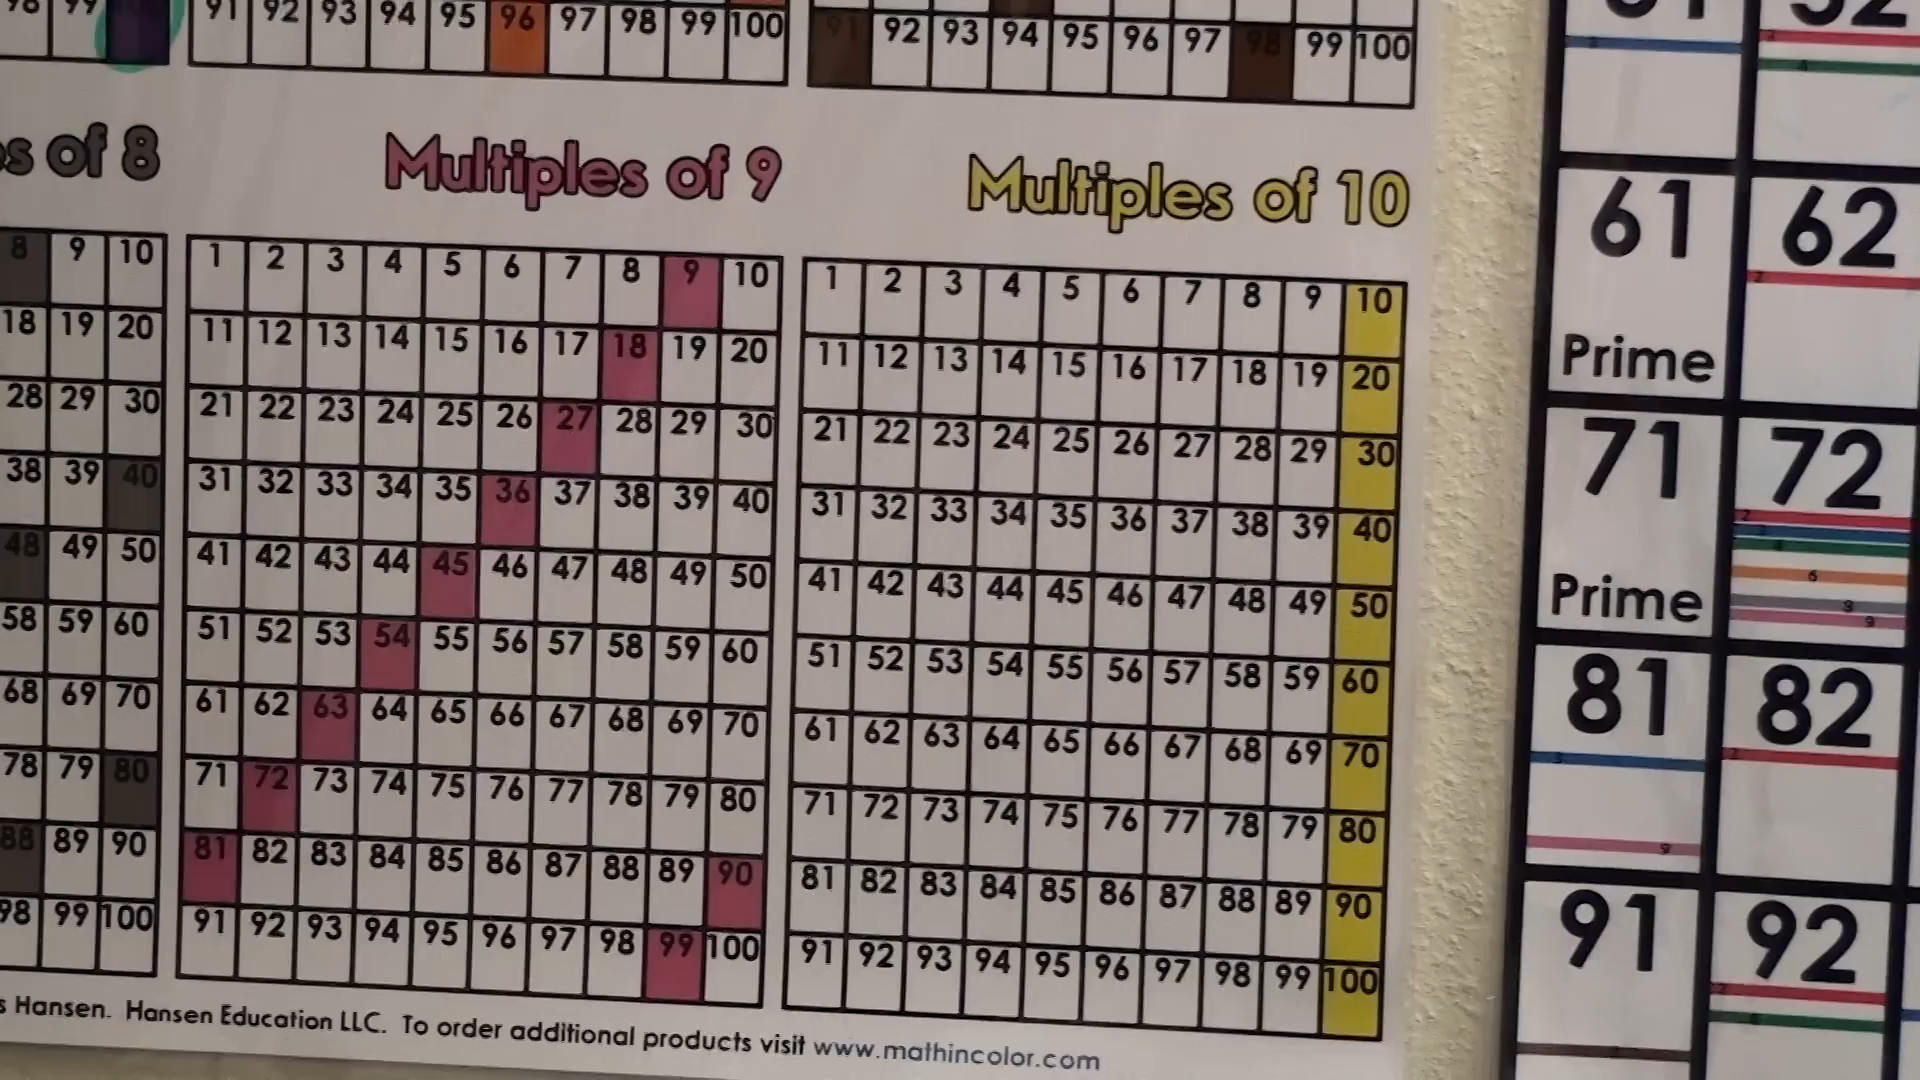 91 92 93 94 95 96 97 98 99 100
91 92 93 94 95 96 97 98 99 100
of 8
Multiples of 9
Multiples of 10
8 9 10
18 19 20
28 29 30
38 39 40
48 49 50
58 59 60
68 69 70
78 79 80
88 89 90
98 99 100
1 2 3 4 5 6 7 8 9 10
11 12 13 14 15 16 17 18 19 20
21 22 23 24 25 26 27 28 29 30
31 32 33 34 35 36 37 38 39 40
41 42 43 44 45 46 47 48 49 50
51 52 53 54 55 56 57 58 59 60
61 62 63 64 65 66 67 68 69 70
71 72 73 74 75 76 77 78 79 80
81 82 83 84 85 86 87 88 89 90
91 92 93 94 95 96 97 98 99 100
1 2 3 4 5 6 7 8 9 10
11 12 13 14 15 16 17 18 19 20
21 22 23 24 25 26 27 28 29 30
31 32 33 34 35 36 37 38 39 40
41 42 43 44 45 46 47 48 49 50
51 52 53 54 55 56 57 58 59 60
61 62 63 64 65 66 67 68 69 70
71 72 73 74 75 76 77 78 79 80
81 82 83 84 85 86 87 88 89 90
91 92 93 94 95 96 97 98 99 100
Hansen. Hansen Education LLC. To order additional products visit www.mathincolor.com
61 62
Prime
71 72
6
Prime
9
81 82
9
91 92